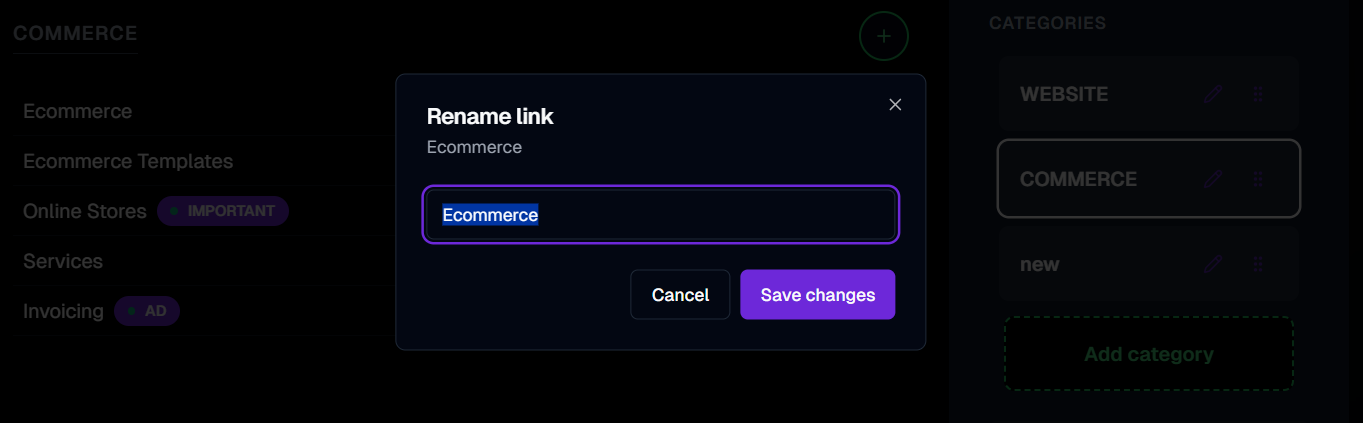 COMMERCE
Ecommerce
Ecommerce Templates
Online Stores IMPORTANT
Services
Invoicing AD
Rename link
Ecommerce
Ecommerce
Cancel Save changes
CATEGORIES
WEBSITE
COMMERCE
new
Add category